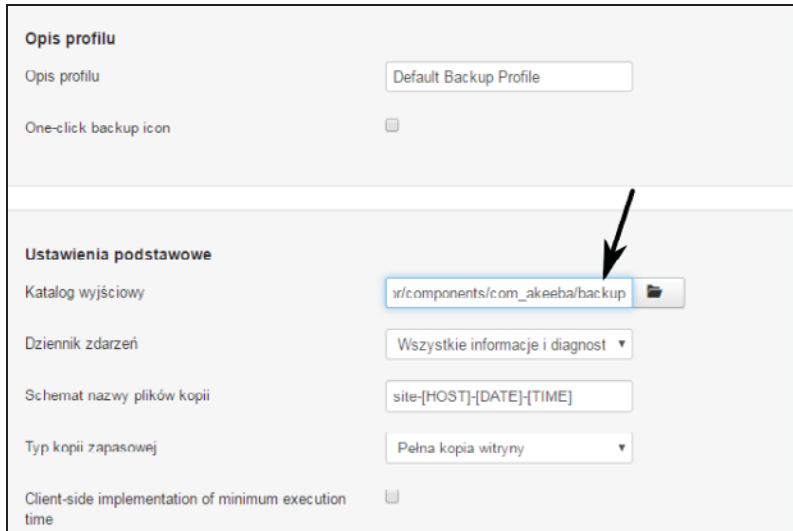 Opis profilu
Opis profilu
Default Backup Profile
One-click backup icon
Ustawienia podstawowe
Katalog wyjściowy
or/components/com_akeeba/backup
Dziennik zdarzeń
Wszystkie informacje i diagnost
Schemat nazwy plików kopii
site-[HOST]-[DATE]-[TIME]
Typ kopii zapasowej
Pełna kopia witryny
Client-side implementation of minimum execution
time